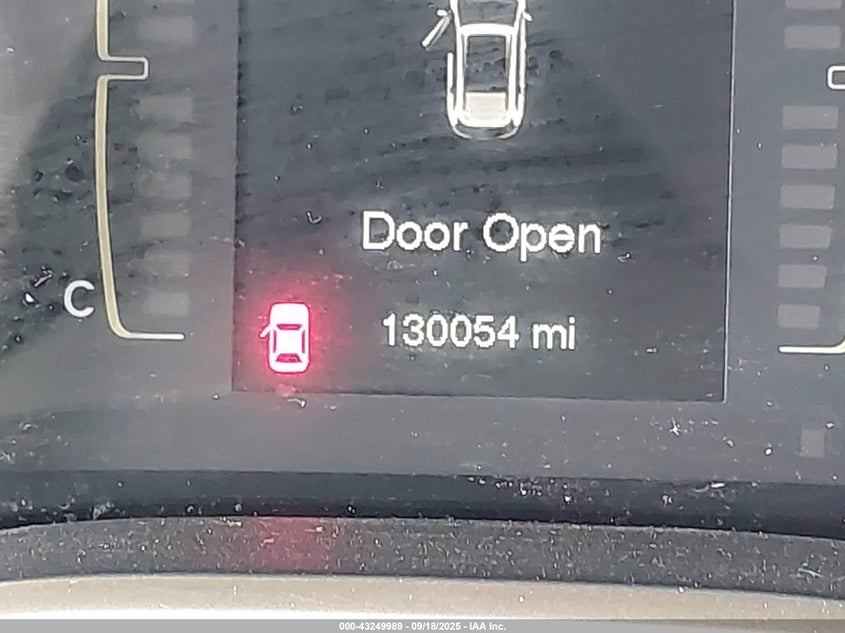 Door Open
C
130054 mi
000-43249989 - 09/18/2025 - IAA Inc.